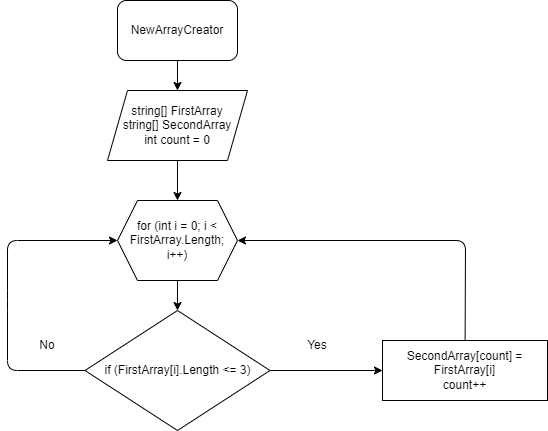 NewArrayCreator
string[] FirstArray
string[] SecondArray
int count = 0
for (int i = 0; i <
FirstArray.Length;
i++)
No
Yes
if (FirstArray[i].Length <= 3)
SecondArray[count] =
FirstArray[i]
count++